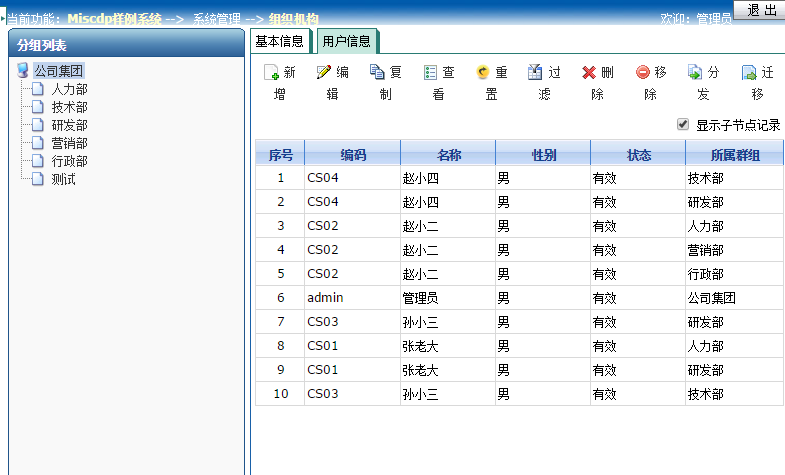 当前功能：Miscdp样例系统 --> 系统管理 --> 组织机构
欢迎：管理员
退 出
分组列表
公司集团
人力部
技术部
研发部
营销部
行政部
测试
基本信息 用户信息
新增 编辑 复制 查看 重置 过滤 删除 移除 分发 迁移
显示子节点记录
序号 编码 名称 性别 状态 所属群组
1 CS04 赵小四 男 有效 技术部
2 CS04 赵小四 男 有效 研发部
3 CS02 赵小二 男 有效 人力部
4 CS02 赵小二 男 有效 营销部
5 CS02 赵小二 男 有效 行政部
6 admin 管理员 男 有效 公司集团
7 CS03 孙小三 男 有效 研发部
8 CS01 张老大 男 有效 人力部
9 CS01 张老大 男 有效 研发部
10 CS03 孙小三 男 有效 技术部